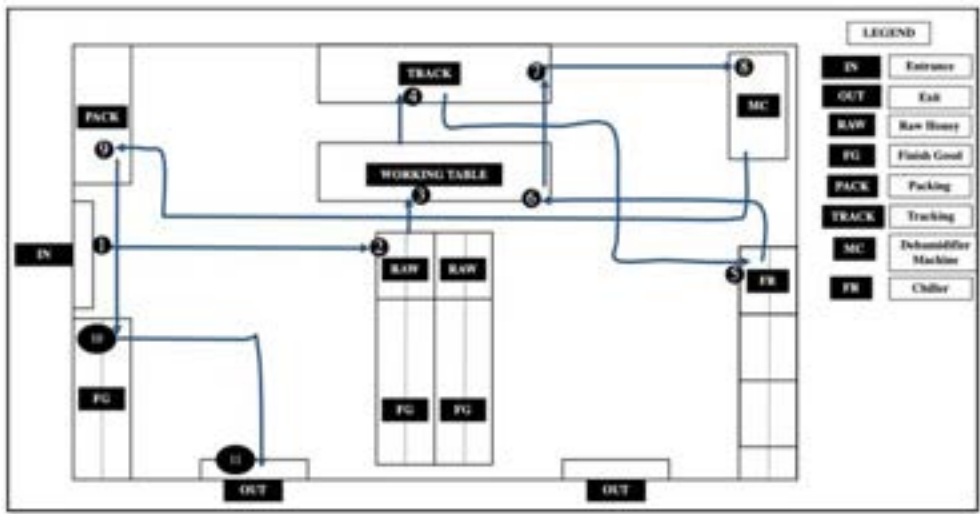 LEGEND
IN Entrance
OUT Exit
RAW Raw Honey
FG Finish Good
PACK Packing
TRACK Tracking
MC Dehumidifier
Machine
FR Chiller
TRACK
7
8
4
MC
PACK
9
WORKING TABLE
3
6
1
2
IN
RAW
RAW
5
FR
10
FG
FG
FG
11
OUT
OUT